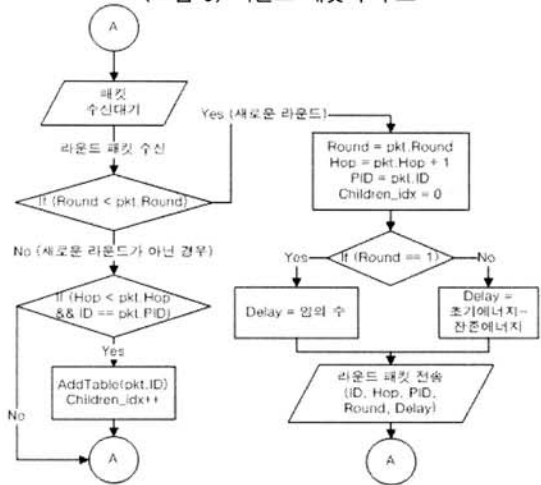 A
패킷
수신대기
라운드 패킷 수신
If (Round < pkt.Round)
No (새로운 라운드가 아닌 경우)
If (Hop < pkt.Hop
&& ID == pkt.PID)
Yes
AddTable(pkt.ID)
Children_idx++
No
A
Yes (새로운 라운드)
Round = pkt.Round
Hop = pkt.Hop + 1
PID = pkt.ID
Children_idx = 0
If (Round == 1)
Yes
No
Delay = 임의 수
Delay =
초기에너지-
잔존에너지
라운드 패킷 전송
(ID, Hop, PID,
Round, Delay)
A